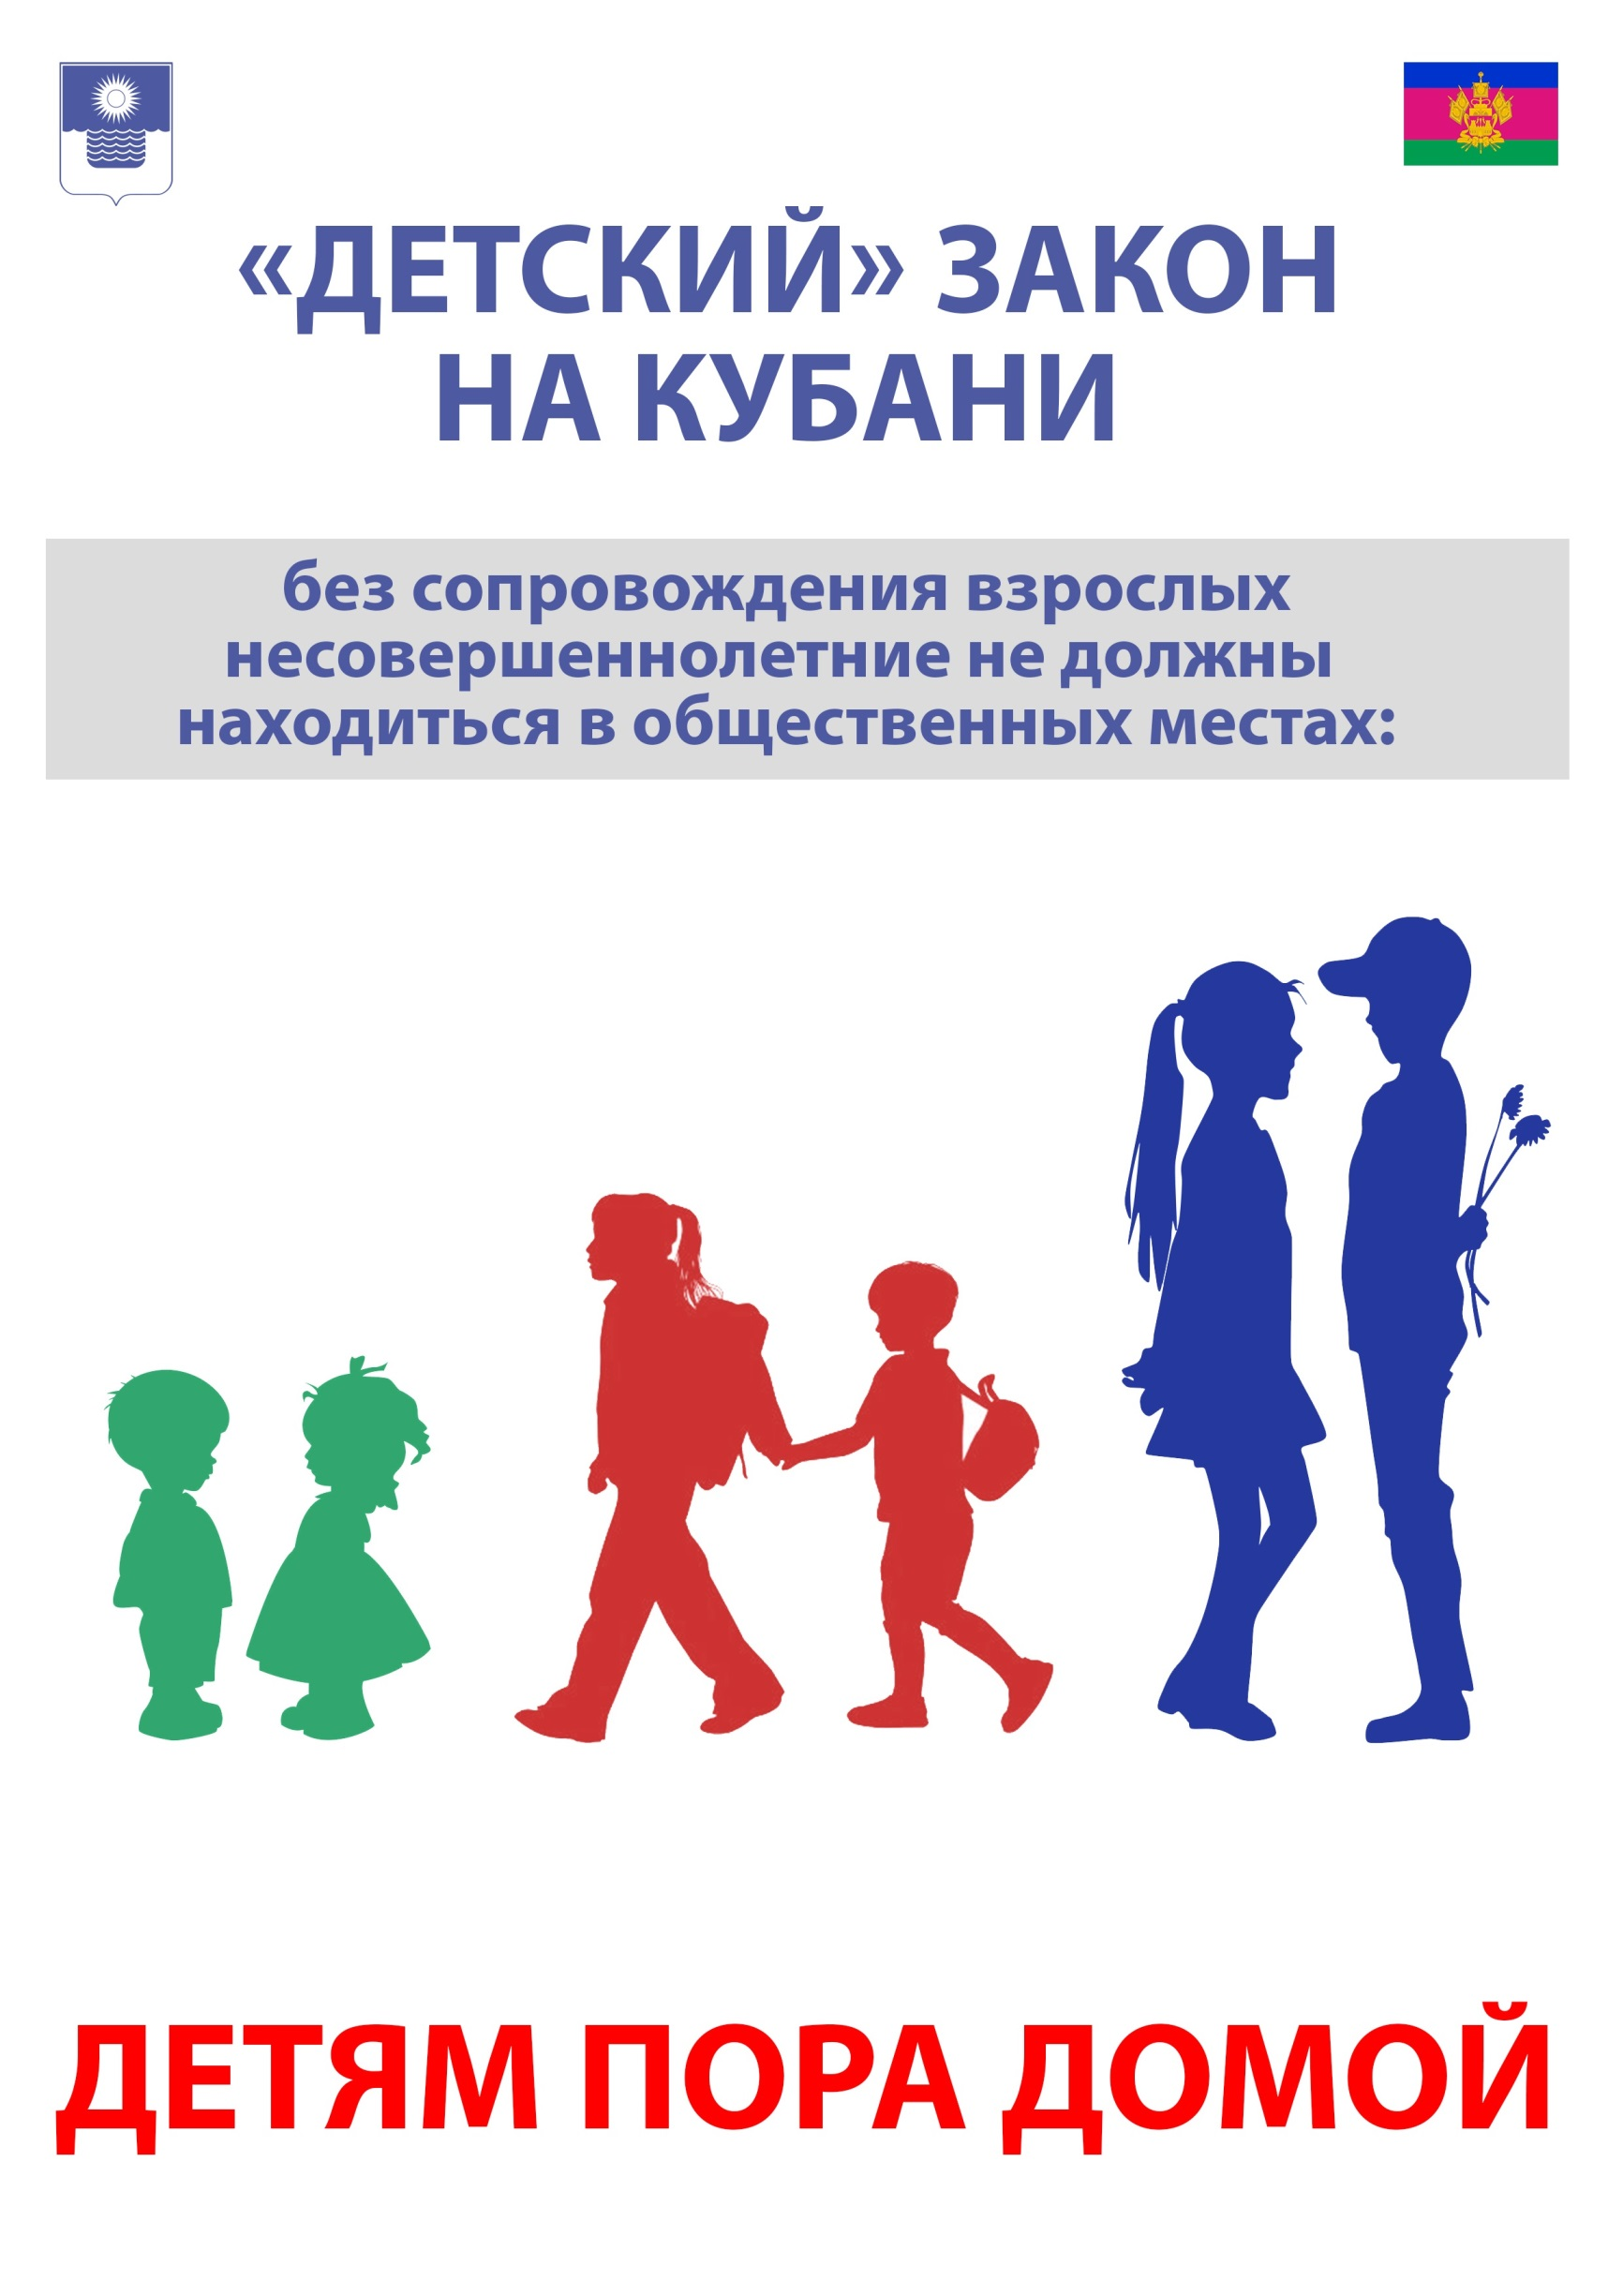 «ДЕТСКИЙ» ЗАКОН
НА КУБАНИ
без сопровождения взрослых
несовершеннолетние не должны
находиться в общественных местах:
ДЕТЯМ ПОРА ДОМОЙ